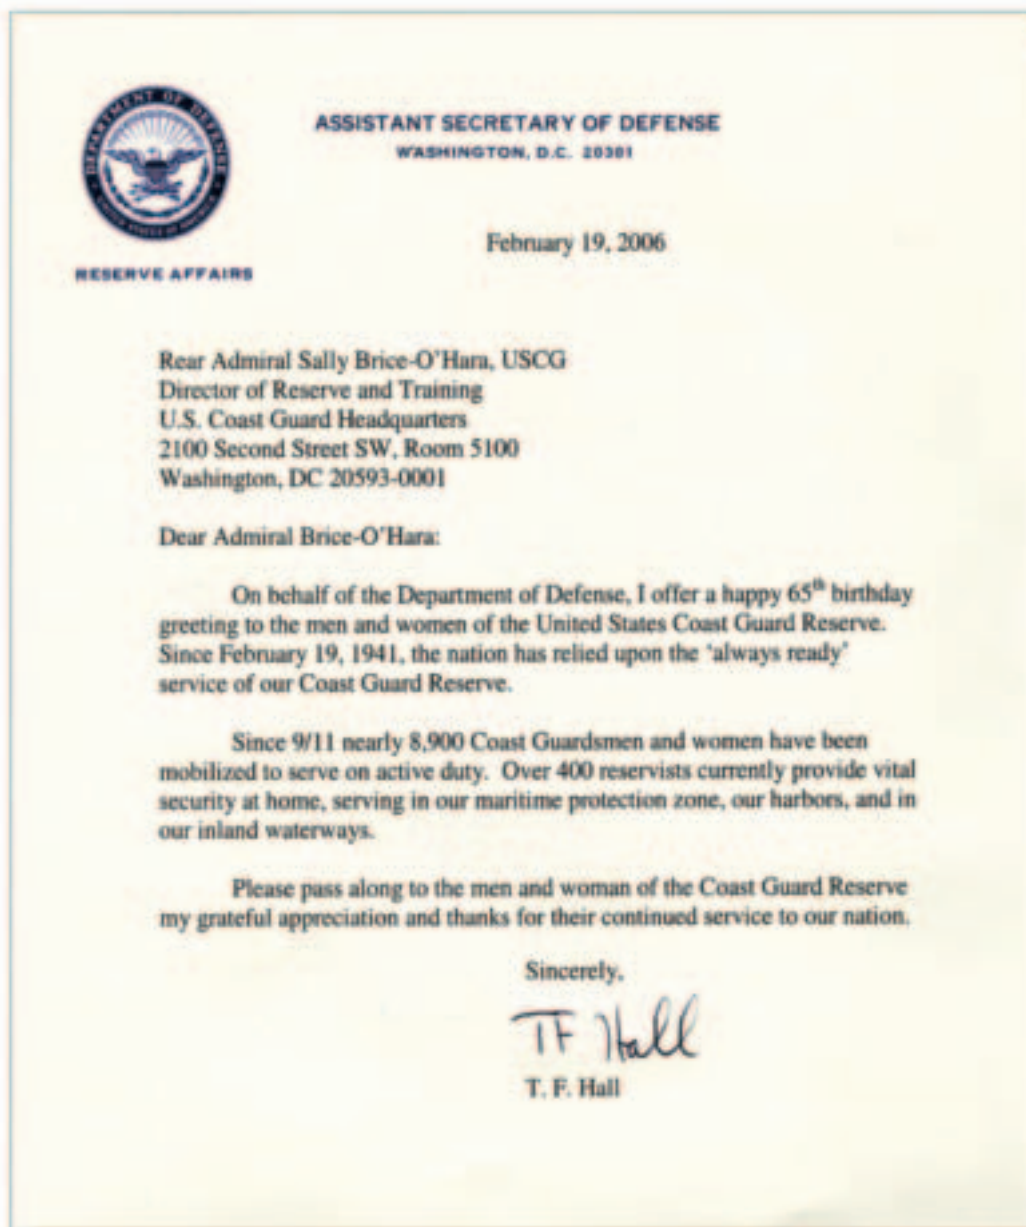 DEPARTMENT OF DEFENSE
UNITED STATES OF AMERICA
ASSISTANT SECRETARY OF DEFENSE
WASHINGTON, D.C. 20301
RESERVE AFFAIRS
February 19, 2006
Rear Admiral Sally Brice-O'Hara, USCG
Director of Reserve and Training
U.S. Coast Guard Headquarters
2100 Second Street SW, Room 5100
Washington, DC 20593-0001
Dear Admiral Brice-O'Hara:
On behalf of the Department of Defense, I offer a happy 65th birthday
greeting to the men and women of the United States Coast Guard Reserve.
Since February 19, 1941, the nation has relied upon the 'always ready'
service of our Coast Guard Reserve.
Since 9/11 nearly 8,900 Coast Guardsmen and women have been
mobilized to serve on active duty. Over 400 reservists currently provide vital
security at home, serving in our maritime protection zone, our harbors, and in
our inland waterways.
Please pass along to the men and woman of the Coast Guard Reserve
my grateful appreciation and thanks for their continued service to our nation.
Sincerely,
TF Hall
T. F. Hall